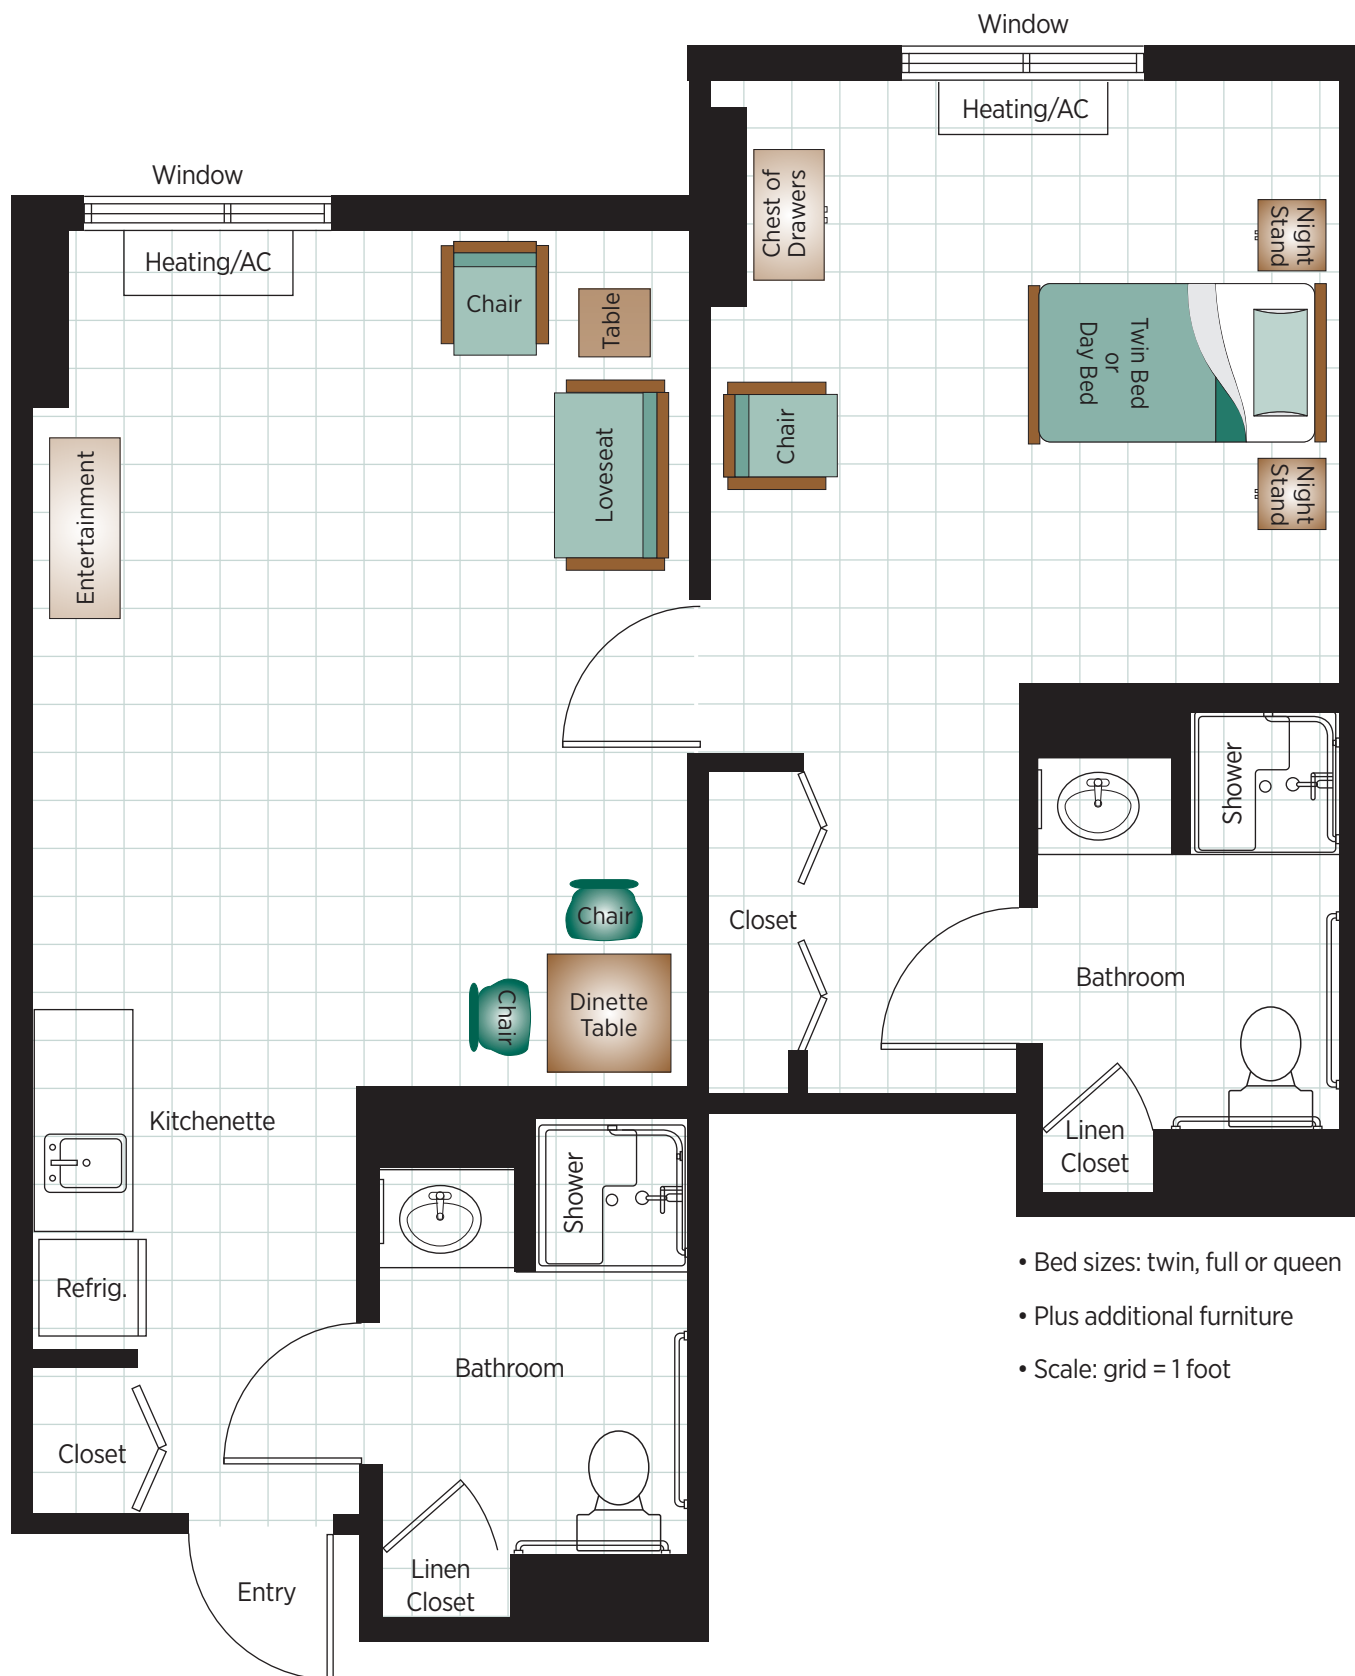 Window
Heating/AC
Window
Heating/AC
Chest of
Drawers
Night
Stand
Chair
Table
Twin Bed
or
Day Bed
Loveseat
Chair
Entertainment
Night
Stand
Shower
Chair
Closet
Dinette
Table
Chair
Bathroom
Kitchenette
Linen
Closet
Shower
Refrig.
Bathroom
Closet
Linen
Closet
Entry
• Bed sizes: twin, full or queen
• Plus additional furniture
• Scale: grid = 1 foot